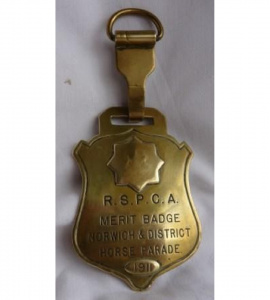 R.S.P.C.A.
MERIT BADGE
NORWICH & DISTRICT
HORSE PARADE
1911